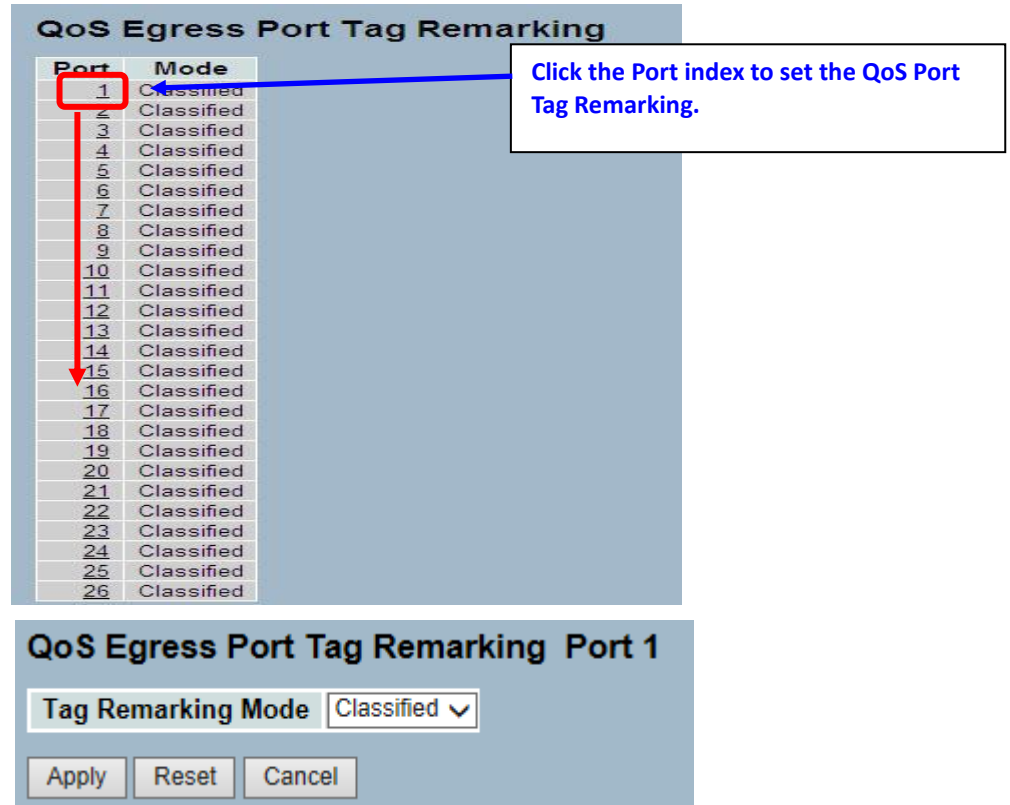 QoS Egress Port Tag Remarking
Port Mode
Click the Port index to set the QoS Port
Tag Remarking.
1 Classified
2 Classified
3 Classified
4 Classified
5 Classified
6 Classified
7 Classified
8 Classified
9 Classified
10 Classified
11 Classified
12 Classified
13 Classified
14 Classified
15 Classified
16 Classified
17 Classified
18 Classified
19 Classified
20 Classified
21 Classified
22 Classified
23 Classified
24 Classified
25 Classified
26 Classified
QoS Egress Port Tag Remarking Port 1
Tag Remarking Mode Classified
Apply Reset Cancel